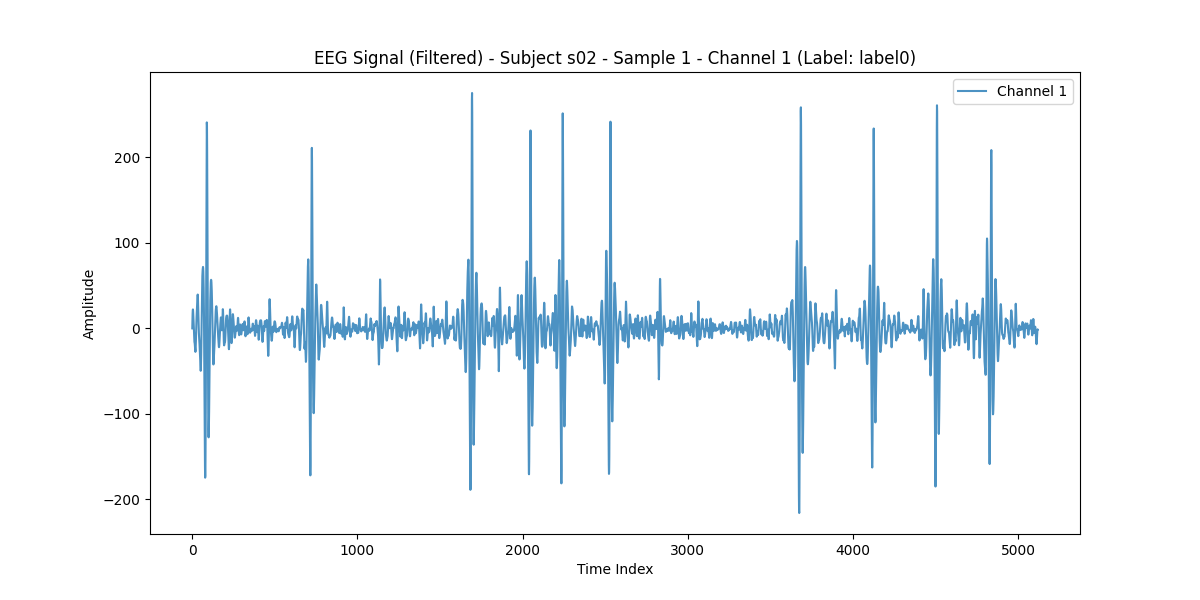 EEG Signal (Filtered) - Subject s02 - Sample 1 - Channel 1 (Label: label0)
Channel 1
200
100
0
−100
−200
Amplitude
0 1000 2000 3000 4000 5000
Time Index